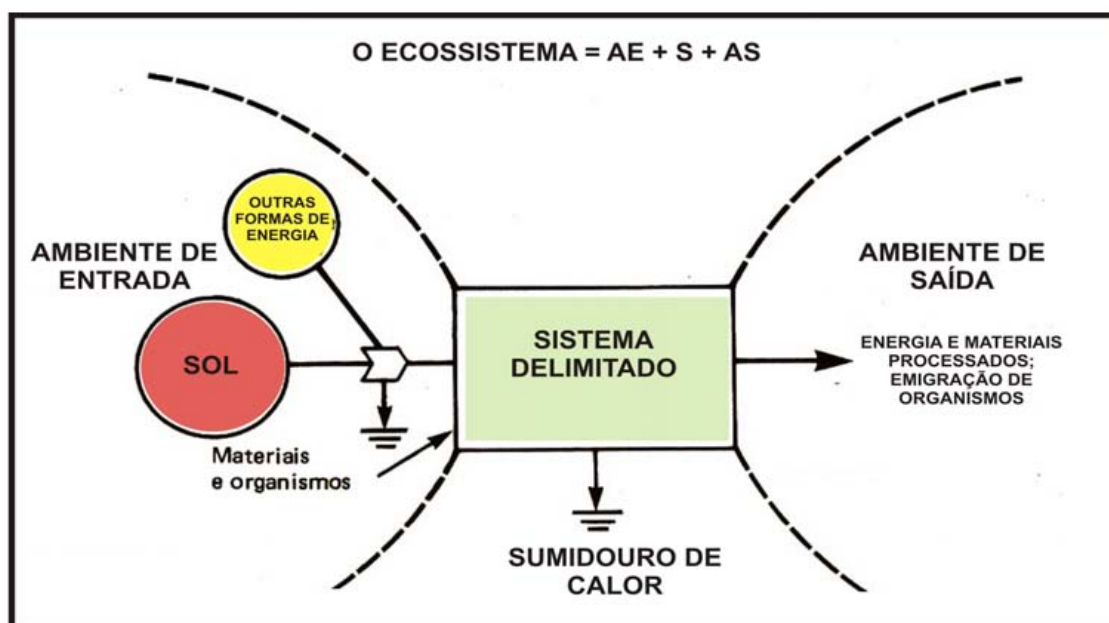 O ECOSSISTEMA = AE + S + AS
OUTRAS
FORMAS DE
ENERGIA
AMBIENTE DE
ENTRADA
SOL
Materiais
e organismos
SISTEMA
DELIMITADO
SUMIDOURO DE
CALOR
AMBIENTE DE
SAÍDA
ENERGIA E MATERIAIS
PROCESSADOS;
EMIGRAÇÃO DE
ORGANISMOS